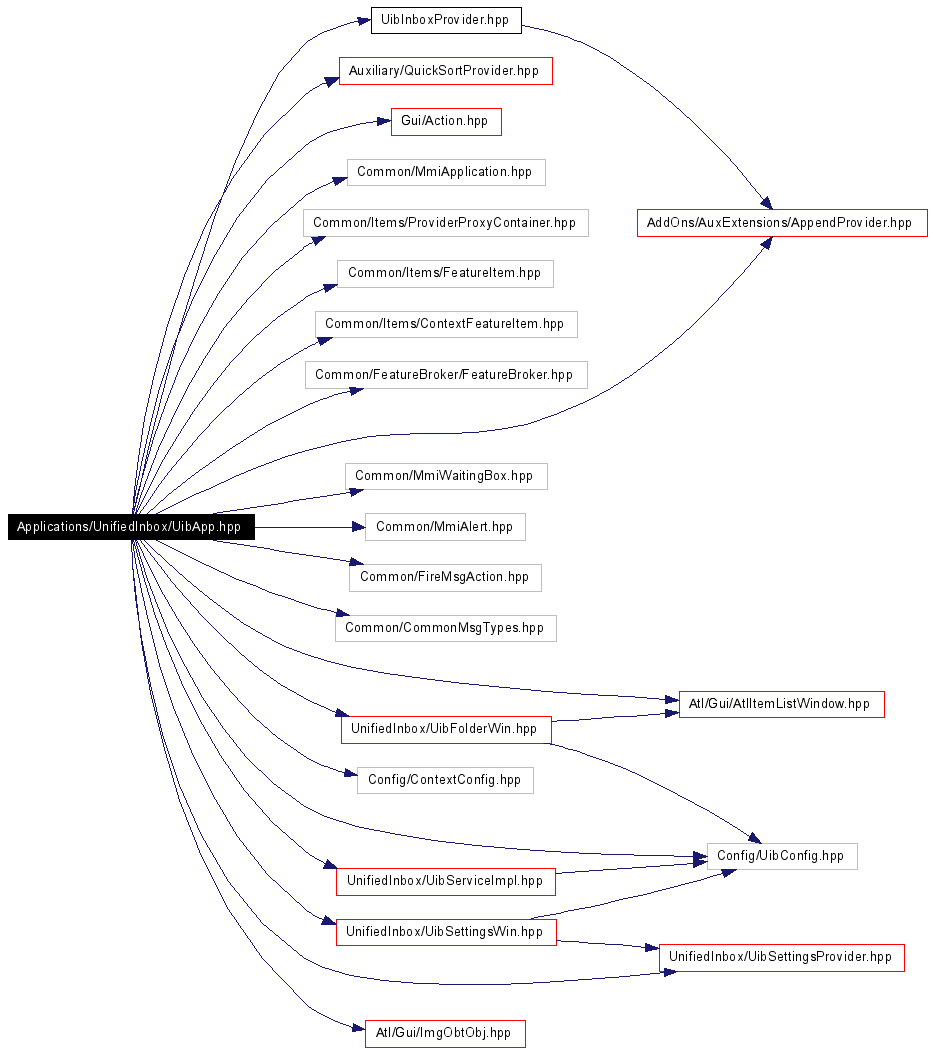 UibInboxProvider.hpp
Auxiliary/QuickSortProvider.hpp
Gui/Action.hpp
Common/MmiApplication.hpp
Common/Items/ProviderProxyContainer.hpp
AddOns/AuxExtensions/AppendProvider.hpp
Common/Items/FeatureItem.hpp
Common/Items/ContextFeatureItem.hpp
Common/FeatureBroker/FeatureBroker.hpp
Common/MmiWaitingBox.hpp
Applications/UnifiedInbox/UibApp.hpp
Common/MmiAlert.hpp
Common/FireMsgAction.hpp
Common/CommonMsgTypes.hpp
Atl/Gui/AtlItemListWindow.hpp
UnifiedInbox/UibFolderWin.hpp
Config/ContextConfig.hpp
Config/UibConfig.hpp
UnifiedInbox/UibServiceImpl.hpp
UnifiedInbox/UibSettingsWin.hpp
UnifiedInbox/UibSettingsProvider.hpp
Atl/Gui/ImgObtObj.hpp